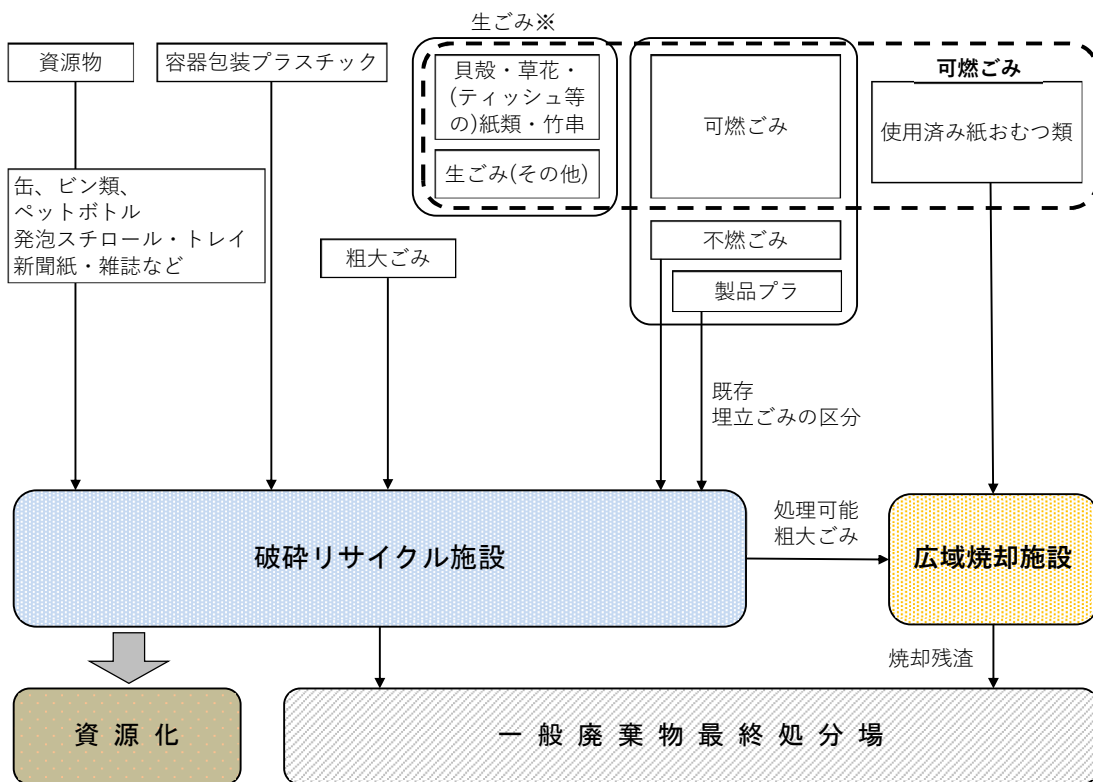 生ごみ※
資源物
容器包装プラスチック
貝殻・草花・
(ティッシュ等
の)紙類・竹串
生ごみ(その他)
可燃ごみ
可燃ごみ
使用済み紙おむつ類
缶、ビン類、
ペットボトル
発泡スチロール・トレイ
新聞紙・雑誌など
粗大ごみ
不燃ごみ
製品プラ
既存
埋立ごみの区分
破砕リサイクル施設
処理可能
粗大ごみ
広域焼却施設
焼却残渣
資源化
一般廃棄物最終処分場